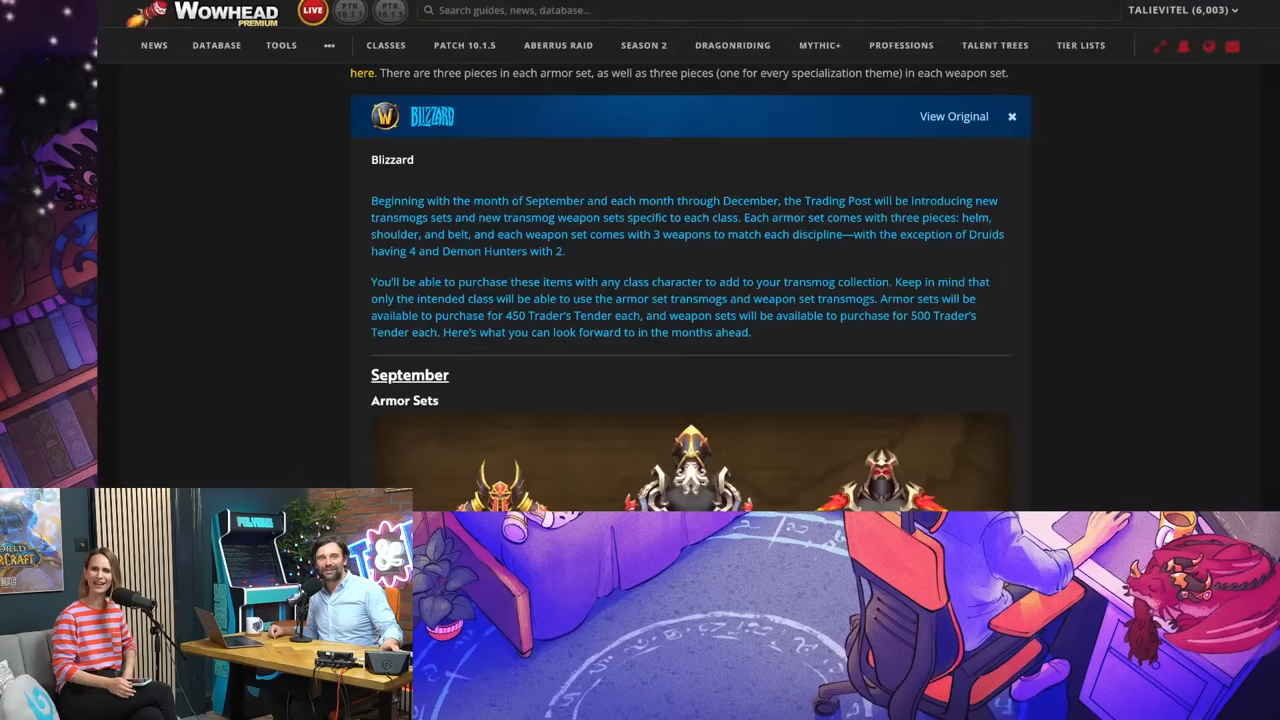 WOWHEAD
PREMIUM
LIVE
PTR
10.1.7
PTR
10.1.5
Search guides, news, database...
TALIEVITEL (6,003)
NEWS
DATABASE
TOOLS
•••
CLASSES
PATCH 10.1.5
ABERRUS RAID
SEASON 2
DRAGONRIDING
MYTHIC+
PROFESSIONS
TALENT TREES
TIER LISTS
here. There are three pieces in each armor set, as well as three pieces (one for every specialization theme) in each weapon set.
W
BLIZZARD
View Original
Blizzard
Beginning with the month of September and each month through December, the Trading Post will be introducing new
transmogs sets and new transmog weapon sets specific to each class. Each armor set comes with three pieces: helm,
shoulder, and belt, and each weapon set comes with 3 weapons to match each discipline—with the exception of Druids
having 4 and Demon Hunters with 2.
You'll be able to purchase these items with any class character to add to your transmog collection. Keep in mind that
only the intended class will be able to use the armor set transmogs and weapon set transmogs. Armor sets will be
available to purchase for 450 Trader's Tender each, and weapon sets will be available to purchase for 500 Trader's
Tender each. Here's what you can look forward to in the months ahead.
September
Armor Sets